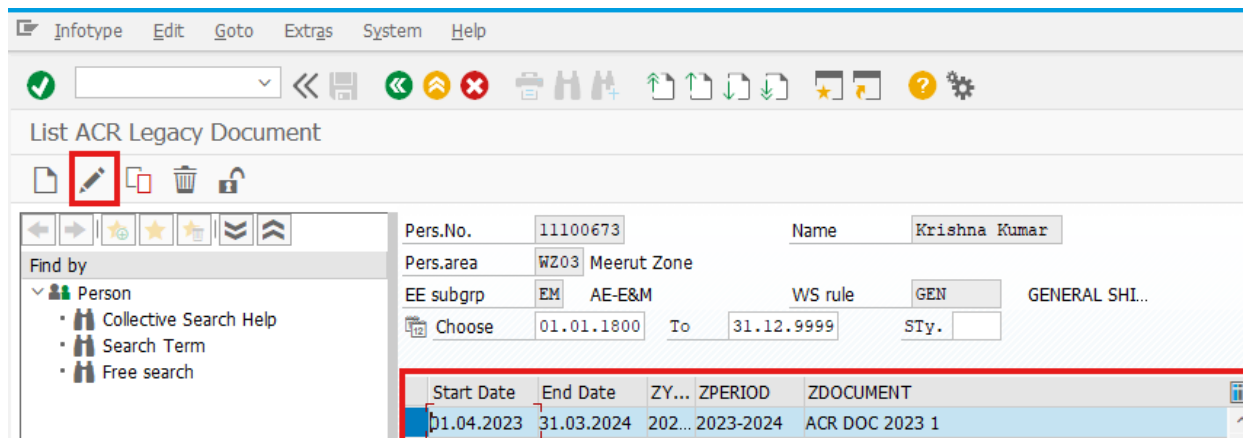 Infotype Edit Goto Extras System Help
List ACR Legacy Document
Pers.No. 11100673 Name Krishna Kumar
Find by
Pers.area WZ03 Meerut Zone
Person
EE subgrp EM AE-E&M WS rule GEN GENERAL SHI...
Collective Search Help
Choose 01.01.1800 To 31.12.9999 STy.
Search Term
Free search
Start Date End Date ZY... ZPERIOD ZDOCUMENT
01.04.2023 31.03.2024 202... 2023-2024 ACR DOC 2023 1